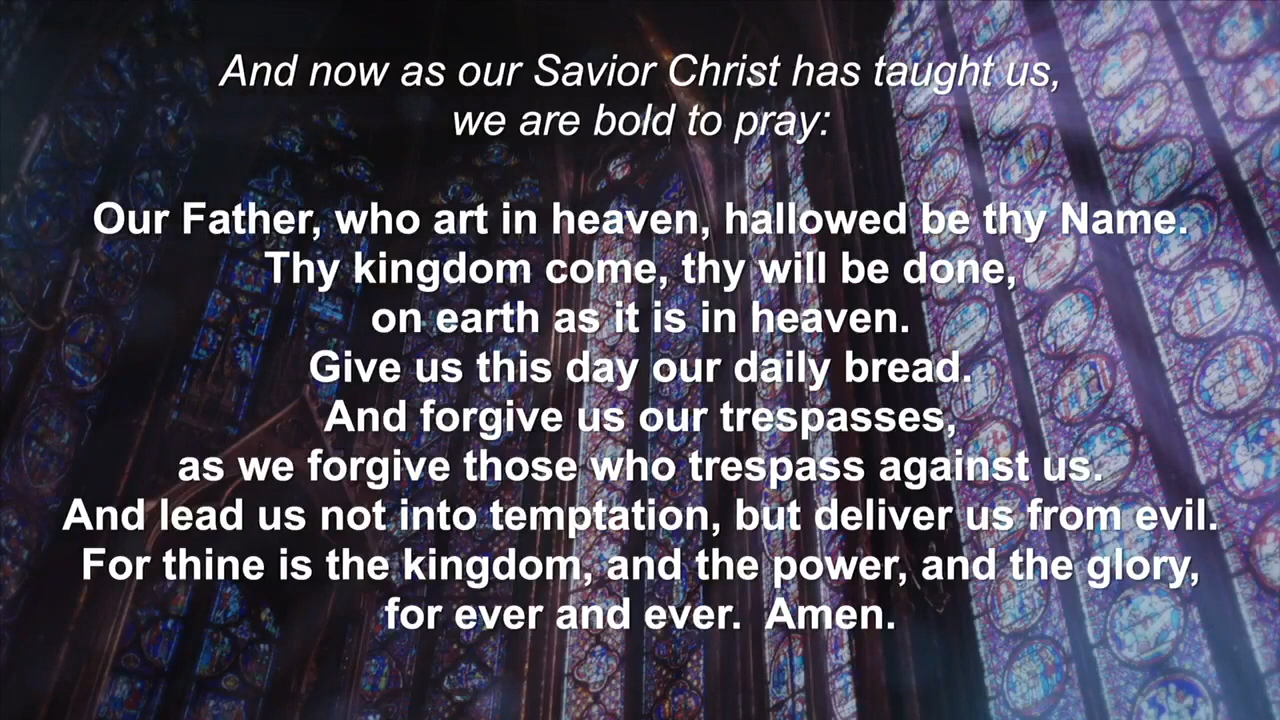 And now as our Savior Christ has taught us,
we are bold to pray:
Our Father, who art in heaven, hallowed be thy Name.
Thy kingdom come, thy will be done,
on earth as it is in heaven.
Give us this day our daily bread.
And forgive us our trespasses,
as we forgive those who trespass against us.
And lead us not into temptation, but deliver us from evil.
For thine is the kingdom, and the power, and the glory,
for ever and ever.  Amen.